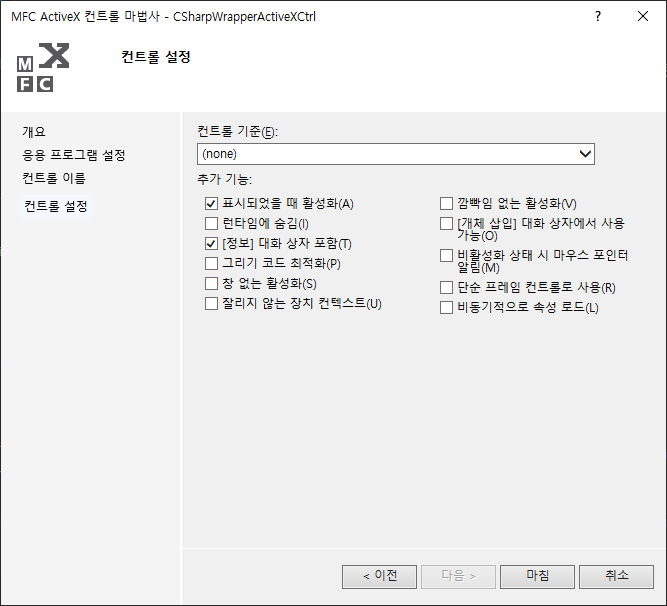 MFC ActiveX 컨트롤 마법사 - CSharpWrapperActiveXCtrl
? ×
MFC X
컨트롤 설정
개요
응용 프로그램 설정
컨트롤 이름
컨트롤 설정
컨트롤 기준(E):
(none)
추가 기능:
표시되었을 때 활성화(A)
런타임에 숨김(I)
[정보] 대화 상자 포함(T)
그리기 코드 최적화(P)
창 없는 활성화(S)
잘리지 않는 장치 컨텍스트(U)
깜빡임 없는 활성화(V)
[개체 삽입] 대화 상자에서 사용
가능(O)
비활성화 상태 시 마우스 포인터
알림(M)
단순 프레임 컨트롤로 사용(R)
비동기적으로 속성 로드(L)
< 이전
다음 >
마침
취소